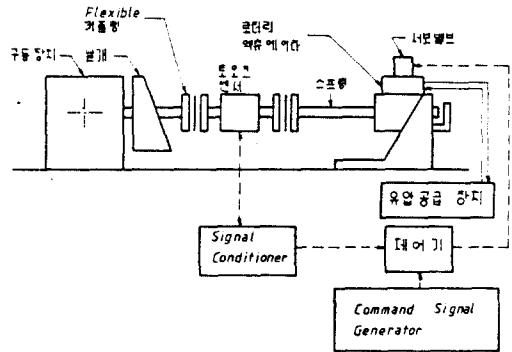 Flexible
커플링
구동장치
날개
토오크
센서
로터리
액츄에이터
서보밸브
스프링
유압공급 장치
Signal
Conditioner
제어기
Command Signal
Generator